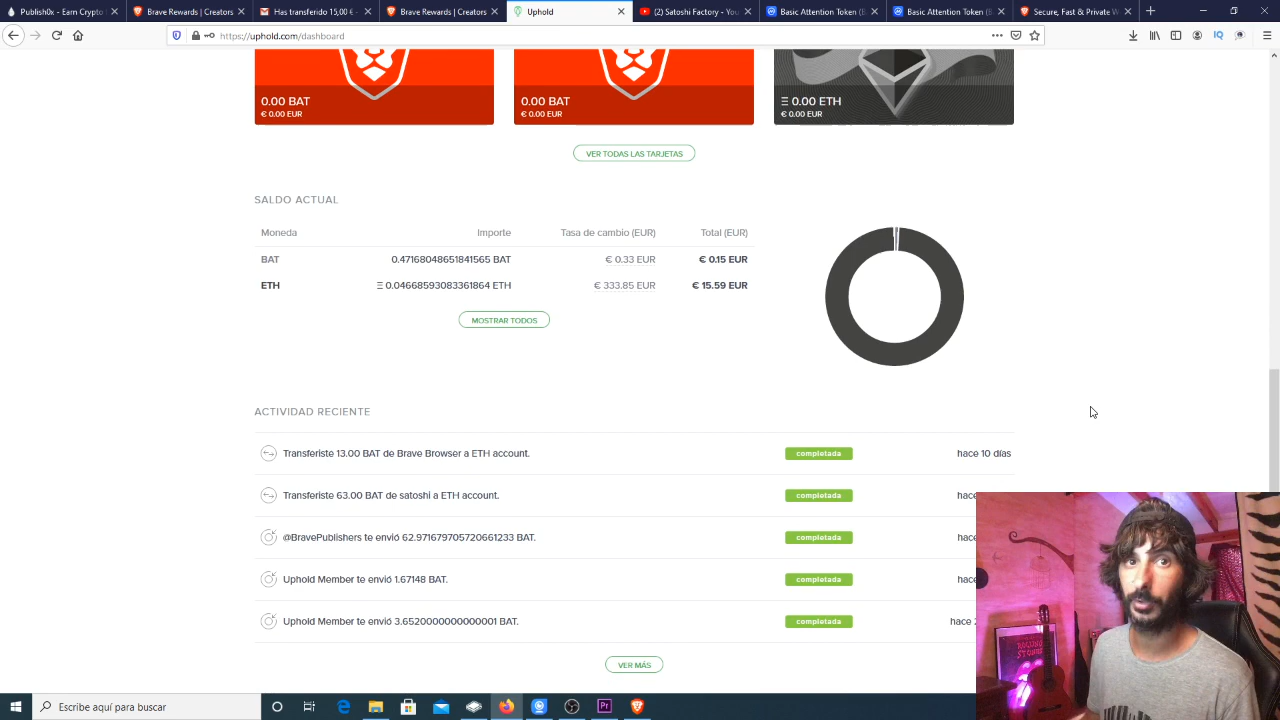 Publish0x - Earn Crypto
Brave Rewards | Creators
Has transferido 15,00 €
Brave Rewards | Creators
Uphold
(2) Satoshi Factory - You
Basic Attention Token (B
Basic Attention Token (B
Secure, Fast & Private W
https://uphold.com/dashboard
IQ
0.00 BAT
€ 0.00 EUR
0.00 BAT
€ 0.00 EUR
Ξ 0.00 ETH
€ 0.00 EUR
VER TODAS LAS TARJETAS
SALDO ACTUAL
Moneda Importe Tasa de cambio (EUR) Total (EUR)
BAT 0.47168048651841565 BAT € 0.33 EUR € 0.15 EUR
ETH Ξ 0.04668593083361864 ETH € 333.85 EUR € 15.59 EUR
MOSTRAR TODOS
ACTIVIDAD RECIENTE
Transferiste 13.00 BAT de Brave Browser a ETH account. completada hace 10 días
Transferiste 63.00 BAT de satoshi a ETH account. completada hace
@BravePublishers te envió 62.971679705720661233 BAT. completada hace
Uphold Member te envió 1.67148 BAT. completada hace
Uphold Member te envió 3.6520000000000001 BAT. completada hace
VER MÁS
Escribe aquí para buscar
Pr